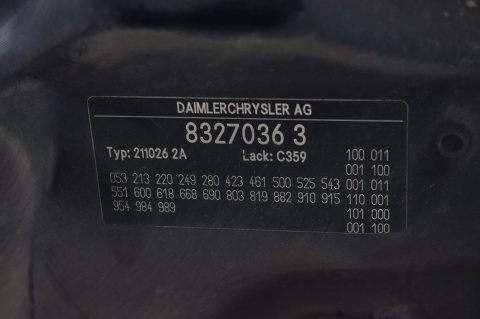 DAIMLERCHRYSLER AG
8327036 3
Typ: 211026 2A Lack: C359 100 011
001 100
053 213 220 249 280 423 461 500 525 543 001 011
551 600 618 668 690 803 819 882 910 915 110 001
954 984 989 101 000
001 100